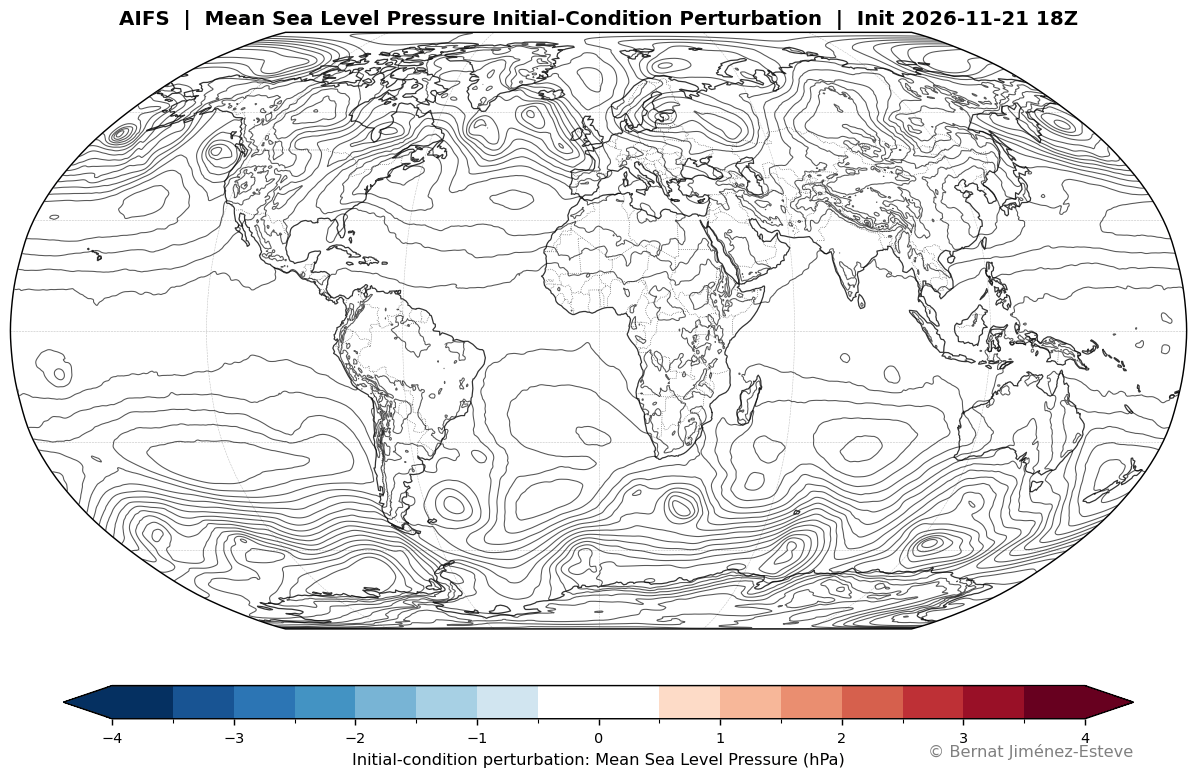 AIFS | Mean Sea Level Pressure Initial-Condition Perturbation | Init 2026-11-21 18Z
−4 −3 −2 −1 0 1 2 3 4
Initial-condition perturbation: Mean Sea Level Pressure (hPa)
© Bernat Jiménez-Esteve